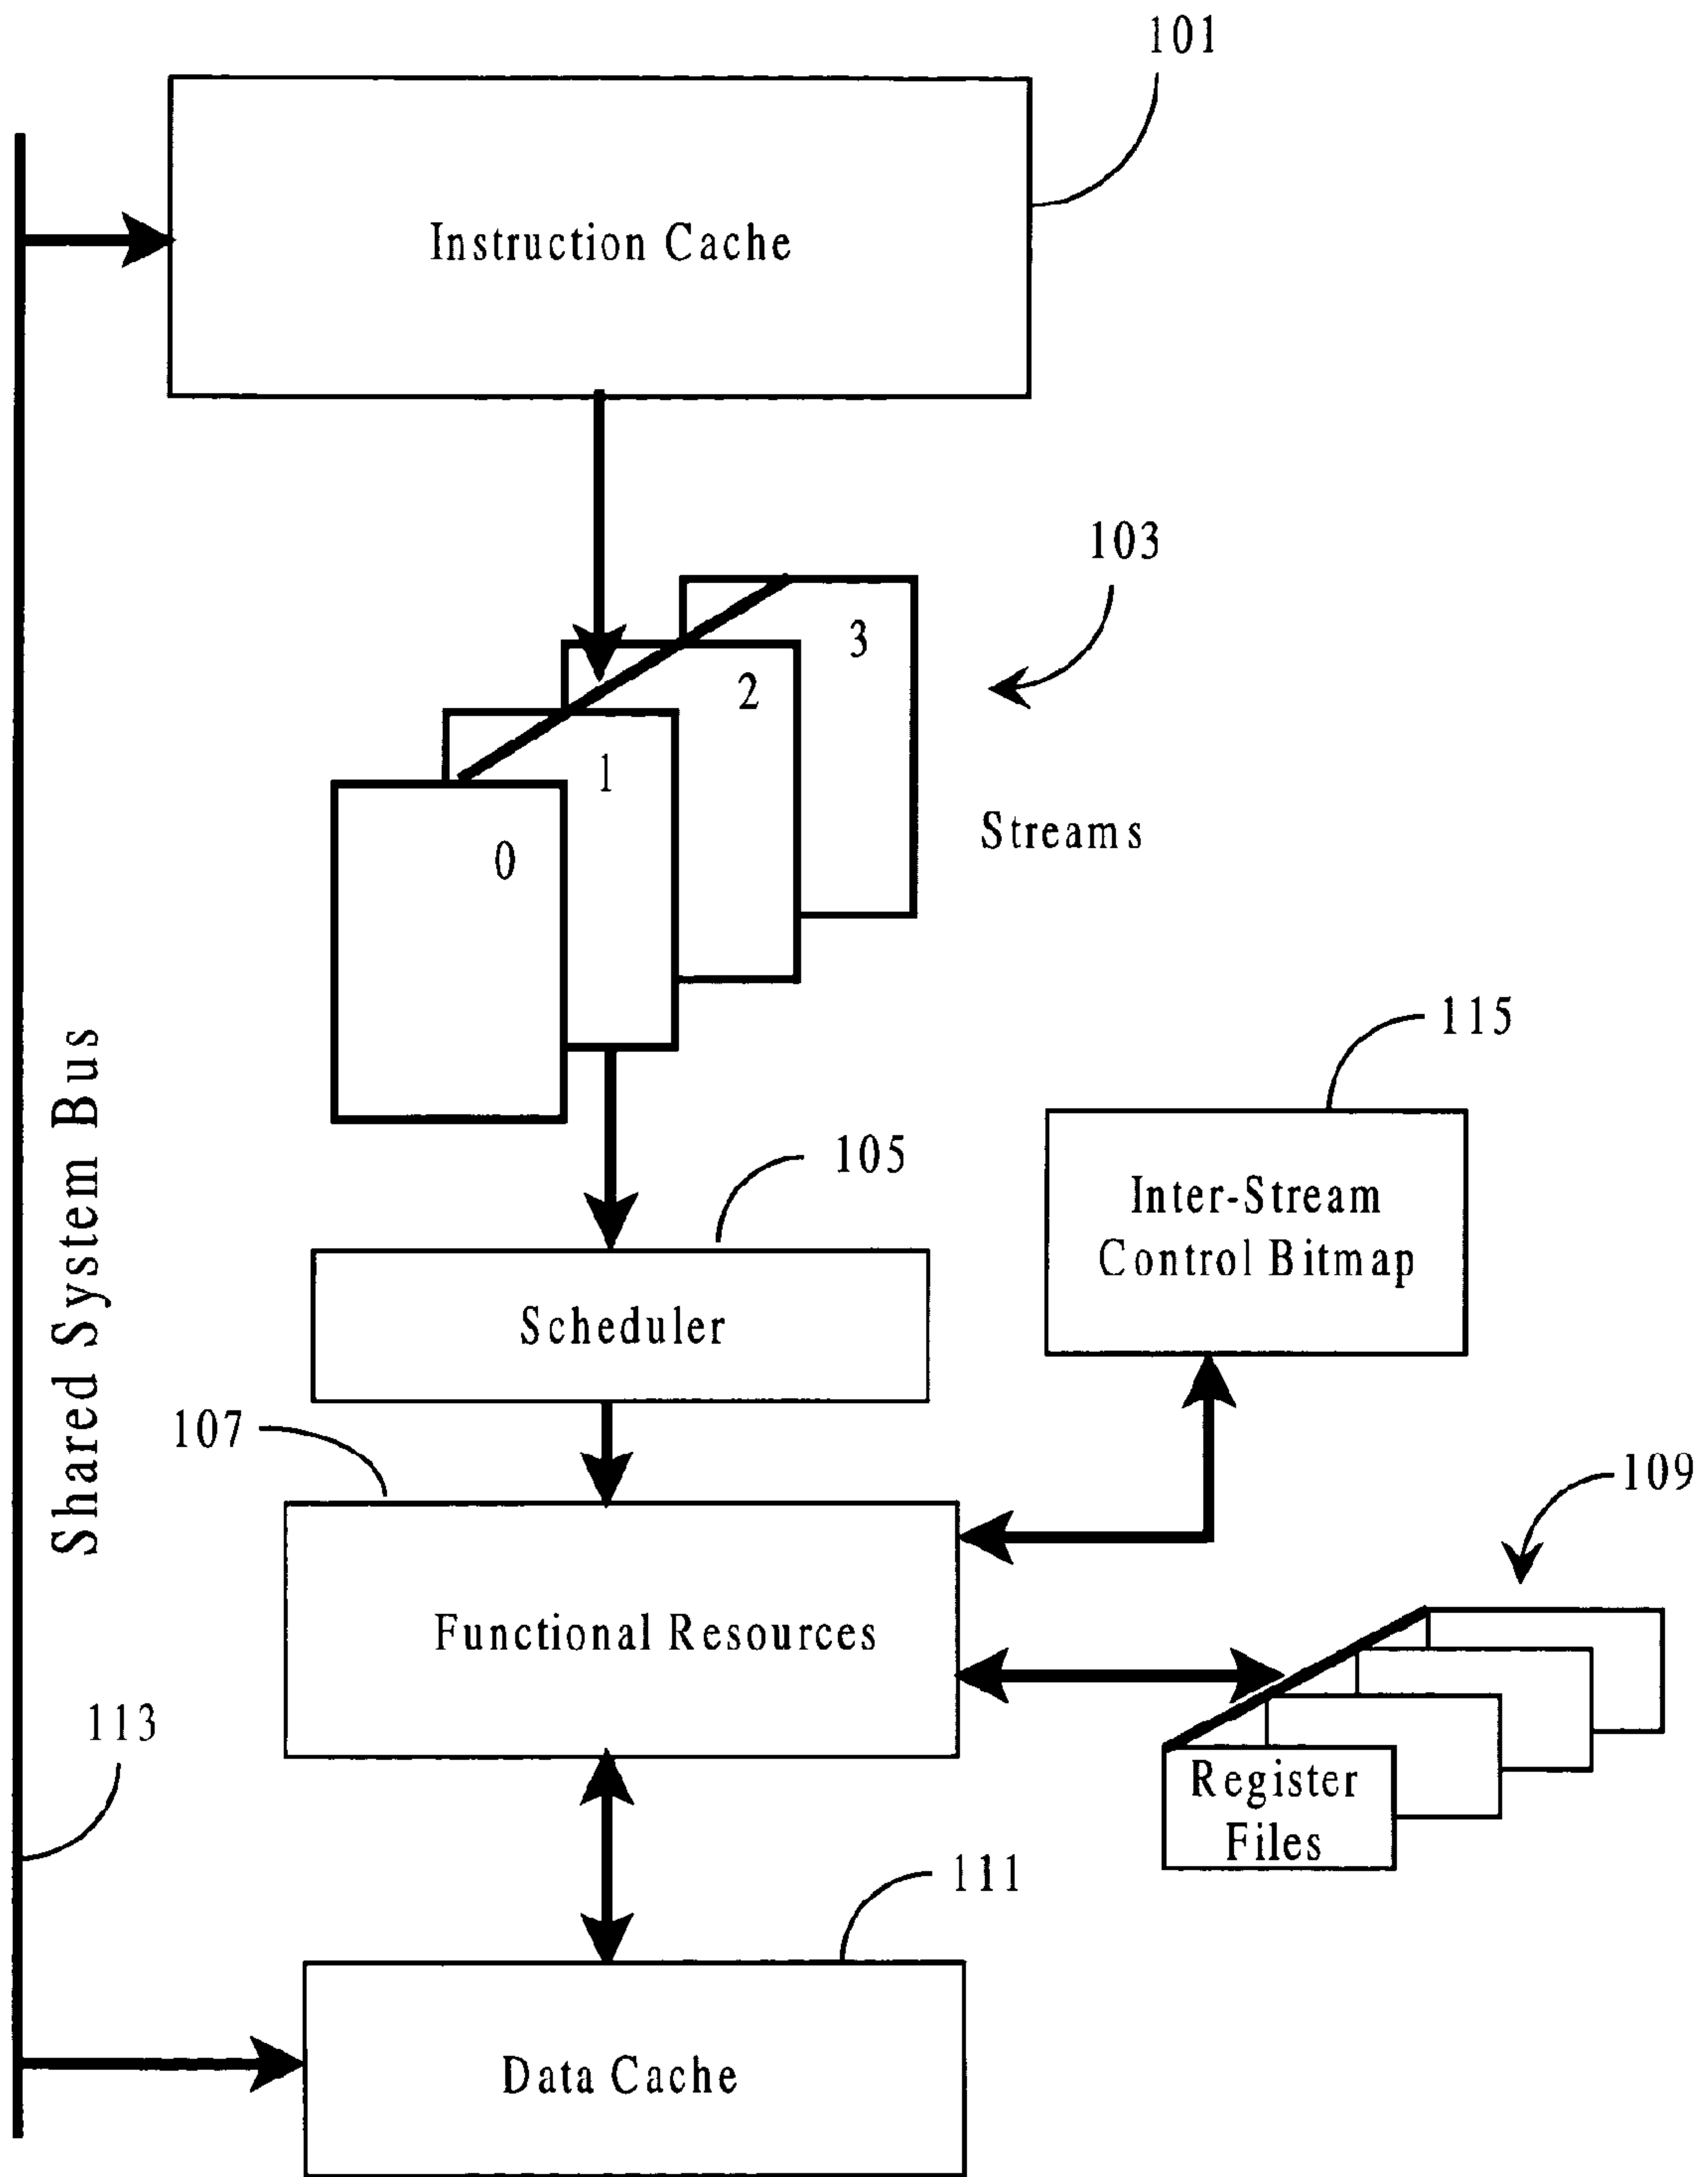 101
Instruction Cache
103
3
2
1
0
Streams
Shared System Bus
115
Inter-Stream
Control Bitmap
105
Scheduler
107
109
Functional Resources
113
Register
Files
111
Data Cache